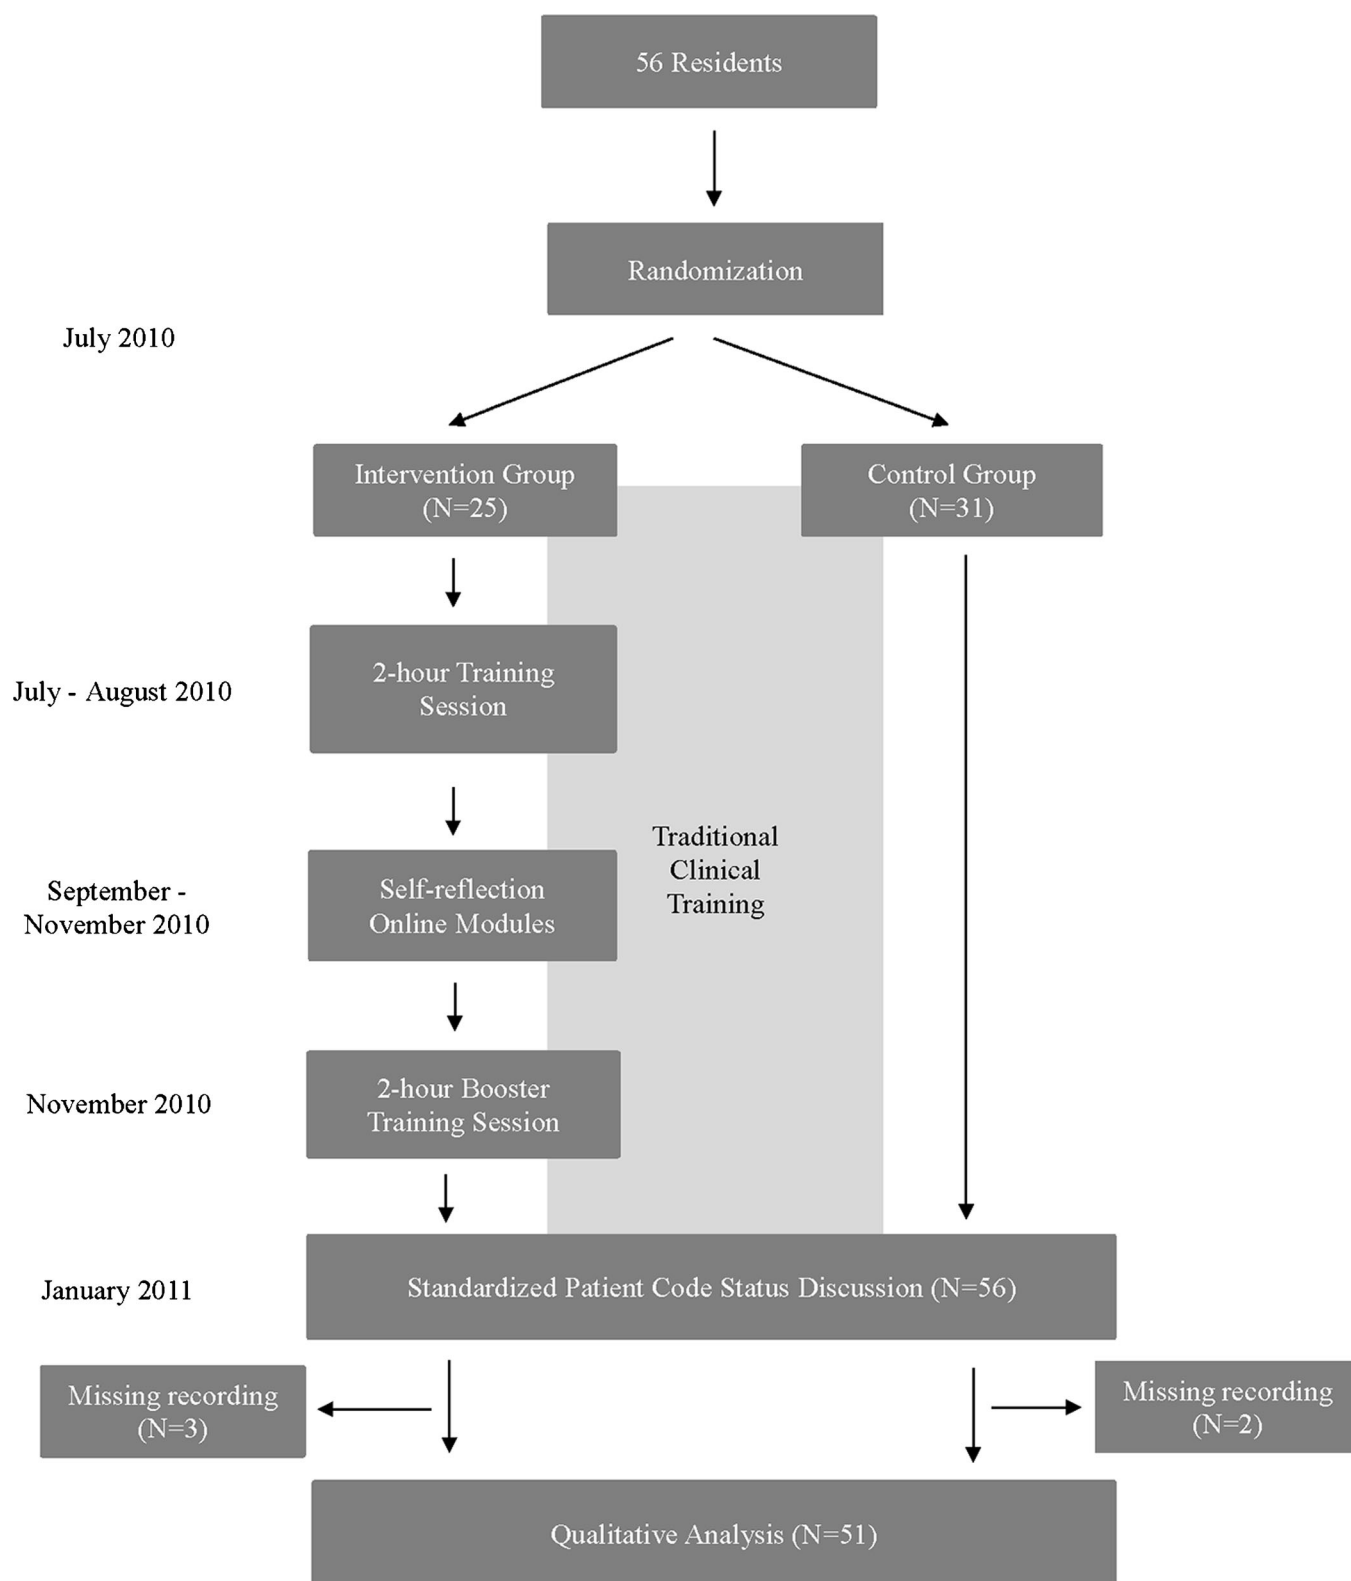 56 Residents
Randomization
July 2010
Intervention Group
(N=25)
Control Group
(N=31)
July - August 2010
2-hour Training
Session
Traditional
Clinical
Training
September -
November 2010
Self-reflection
Online Modules
November 2010
2-hour Booster
Training Session
January 2011
Standardized Patient Code Status Discussion (N=56)
Missing recording
(N=3)
Missing recording
(N=2)
Qualitative Analysis (N=51)